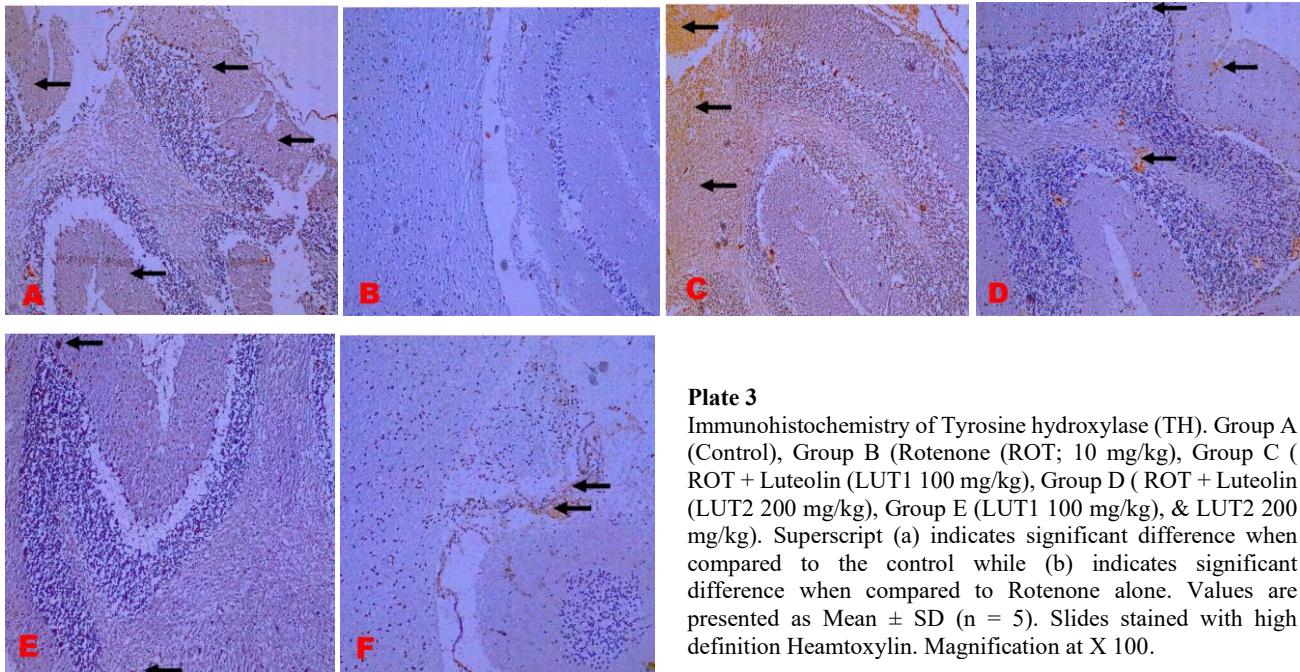 A
B
C
D
E
F
Plate 3
Immunohistochemistry of Tyrosine hydroxylase (TH). Group A
(Control), Group B (Rotenone (ROT; 10 mg/kg), Group C (
ROT + Luteolin (LUT1 100 mg/kg), Group D ( ROT + Luteolin
(LUT2 200 mg/kg), Group E (LUT1 100 mg/kg), & LUT2 200
mg/kg). Superscript (a) indicates significant difference when
compared to the control while (b) indicates significant
difference when compared to Rotenone alone. Values are
presented as Mean ± SD (n = 5). Slides stained with high
definition Heamtoxylin. Magnification at X 100.